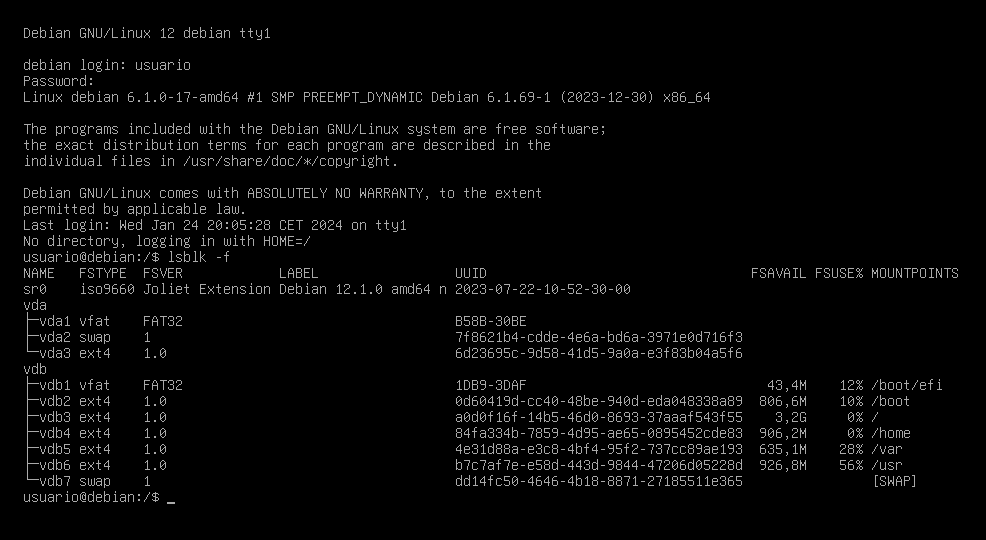 Debian GNU/Linux 12 debian tty1
debian login: usuario
Password:
Linux debian 6.1.0-17-amd64 #1 SMP PREEMPT_DYNAMIC Debian 6.1.69-1 (2023-12-30) x86_64
The programs included with the Debian GNU/Linux system are free software;
the exact distribution terms for each program are described in the
individual files in /usr/share/doc/*/copyright.
Debian GNU/Linux comes with ABSOLUTELY NO WARRANTY, to the extent
permitted by applicable law.
Last login: Wed Jan 24 20:05:28 CET 2024 on tty1
No directory, logging in with HOME=/
usuario@debian:/$ lsblk -f
NAME   FSTYPE  FSVER            LABEL                 UUID                                 FSAVAIL FSUSE% MOUNTPOINTS
sr0    iso9660 Joliet Extension Debian 12.1.0 amd64 n 2023-07-22-10-52-30-00
vda
├─vda1 vfat    FAT32                                  B58B-30BE
├─vda2 swap    1                                      7f8621b4-cdde-4e6a-bd6a-3971e0d716f3
└─vda3 ext4    1.0                                    6d23695c-9d58-41d5-9a0a-e3f83b04a5f6
vdb
├─vdb1 vfat    FAT32                                  1DB9-3DAF                              43,4M    12% /boot/efi
├─vdb2 ext4    1.0                                    0d60419d-cc40-48be-940d-eda048338a89  806,6M    10% /boot
├─vdb3 ext4    1.0                                    a0d0f16f-14b5-46d0-8693-37aaaf543f55    3,2G     0% /
├─vdb4 ext4    1.0                                    84fa334b-7859-4d95-ae65-0895452cde83  906,2M     0% /home
├─vdb5 ext4    1.0                                    4e31d88a-e3c8-4bf4-95f2-737cc89ae193  635,1M    28% /var
├─vdb6 ext4    1.0                                    b7c7af7e-e58d-443d-9844-47206d05228d  926,8M    56% /usr
└─vdb7 swap    1                                      dd14fc50-4646-4b18-8871-27185511e365                [SWAP]
usuario@debian:/$ _